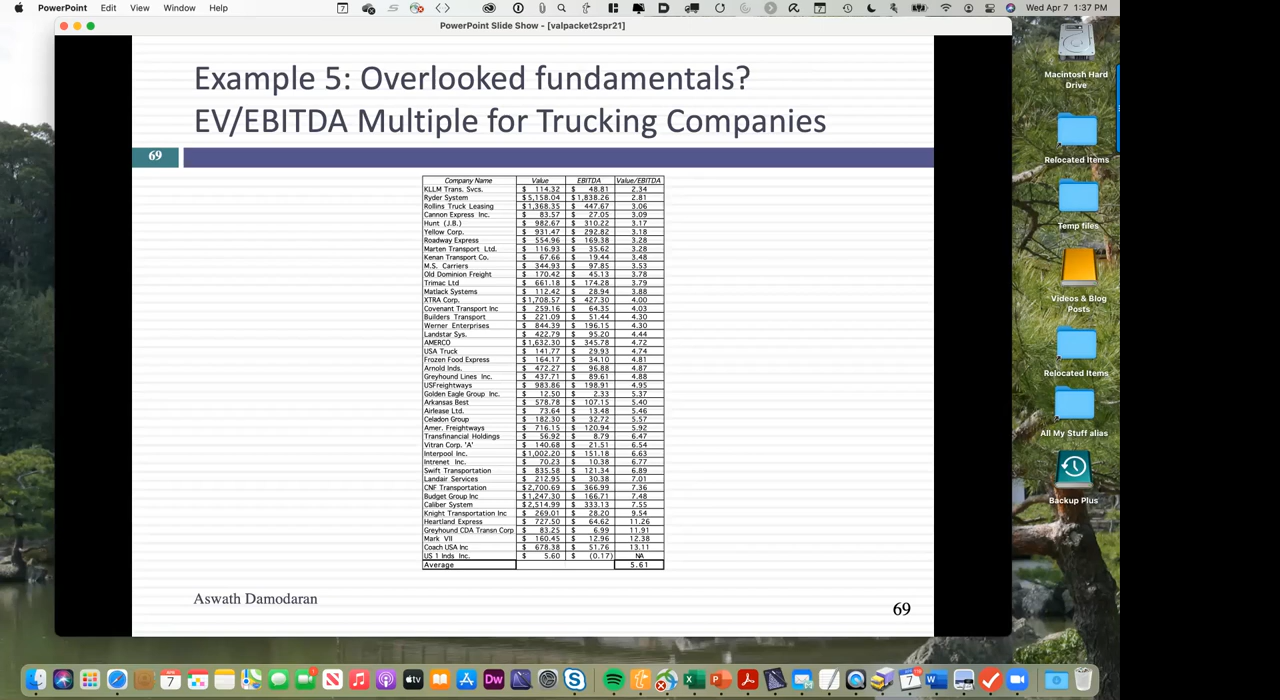 PowerPoint Edit View Window Help
Wed Apr 7 1:37 PM
PowerPoint Slide Show - [valpacket2spr21]
Example 5: Overlooked fundamentals?
EV/EBITDA Multiple for Trucking Companies
69
Company Name Value EBITDA Value/EBITDA
KLLM Trans. Svcs. $ 114.32 $ 48.81 2.34
Ryder System $5,158.04 $1,838.26 2.81
Rollins Truck Leasing $1,368.35 $ 447.67 3.06
Cannon Express Inc. $ 83.57 $ 27.05 3.09
Hunt (J.B.) $ 982.67 $ 310.22 3.17
Yellow Corp. $ 931.47 $ 292.82 3.18
Roadway Express $ 554.96 $ 169.38 3.28
Marten Transport Ltd. $ 116.93 $ 35.62 3.28
Kenan Transport Co. $ 67.66 $ 19.44 3.48
M.S. Carriers $ 344.93 $ 97.85 3.53
Old Dominion Freight $ 170.42 $ 45.13 3.78
Trimac Ltd $ 661.18 $ 174.28 3.79
Matlack Systems $ 112.42 $ 28.94 3.88
XTRA Corp. $1,708.57 $ 427.30 4.00
Covenant Transport Inc $ 259.16 $ 64.35 4.03
Builders Transport $ 221.09 $ 51.44 4.30
Werner Enterprises $ 844.39 $ 196.15 4.30
Landstar Sys. $ 422.79 $ 95.20 4.44
AMERCO $1,632.30 $ 345.78 4.72
USA Truck $ 141.77 $ 29.93 4.74
Frozen Food Express $ 164.17 $ 34.10 4.81
Arnold Inds. $ 472.27 $ 96.88 4.87
Greyhound Lines Inc. $ 437.71 $ 89.61 4.88
USFreightways $ 983.86 $ 198.91 4.95
Golden Eagle Group Inc. $ 12.50 $ 2.33 5.37
Arkansas Best $ 578.78 $ 107.15 5.40
Airlease Ltd. $ 73.64 $ 13.48 5.46
Celadon Group $ 182.30 $ 32.72 5.57
Amer. Freightways $ 716.15 $ 120.94 5.92
Transfinancial Holdings $ 56.92 $ 8.79 6.47
Vitran Corp. 'A' $ 140.68 $ 21.51 6.54
Interpool Inc. $1,002.20 $ 151.18 6.63
Intrenet Inc. $ 70.23 $ 10.38 6.77
Swift Transportation $ 835.58 $ 121.34 6.89
Landair Services $ 212.95 $ 30.38 7.01
CNF Transportation $2,700.69 $ 366.99 7.36
Budget Group Inc $1,247.30 $ 166.71 7.48
Caliber System $2,514.99 $ 333.13 7.55
Knight Transportation Inc $ 269.01 $ 28.20 9.54
Heartland Express $ 727.50 $ 64.62 11.26
Greyhound CDA Transn Corp $ 83.25 $ 6.99 11.91
Mark VII $ 160.45 $ 12.96 12.38
Coach USA Inc $ 678.38 $ 51.76 13.11
US 1 Inds Inc. $ 5.60 $ (0.17) NA
Average 5.61
Aswath Damodaran
69
Macintosh Hard
Drive
Relocated Items
Temp files
Videos & Blog
Posts
Relocated Items
All My Stuff alias
Backup Plus